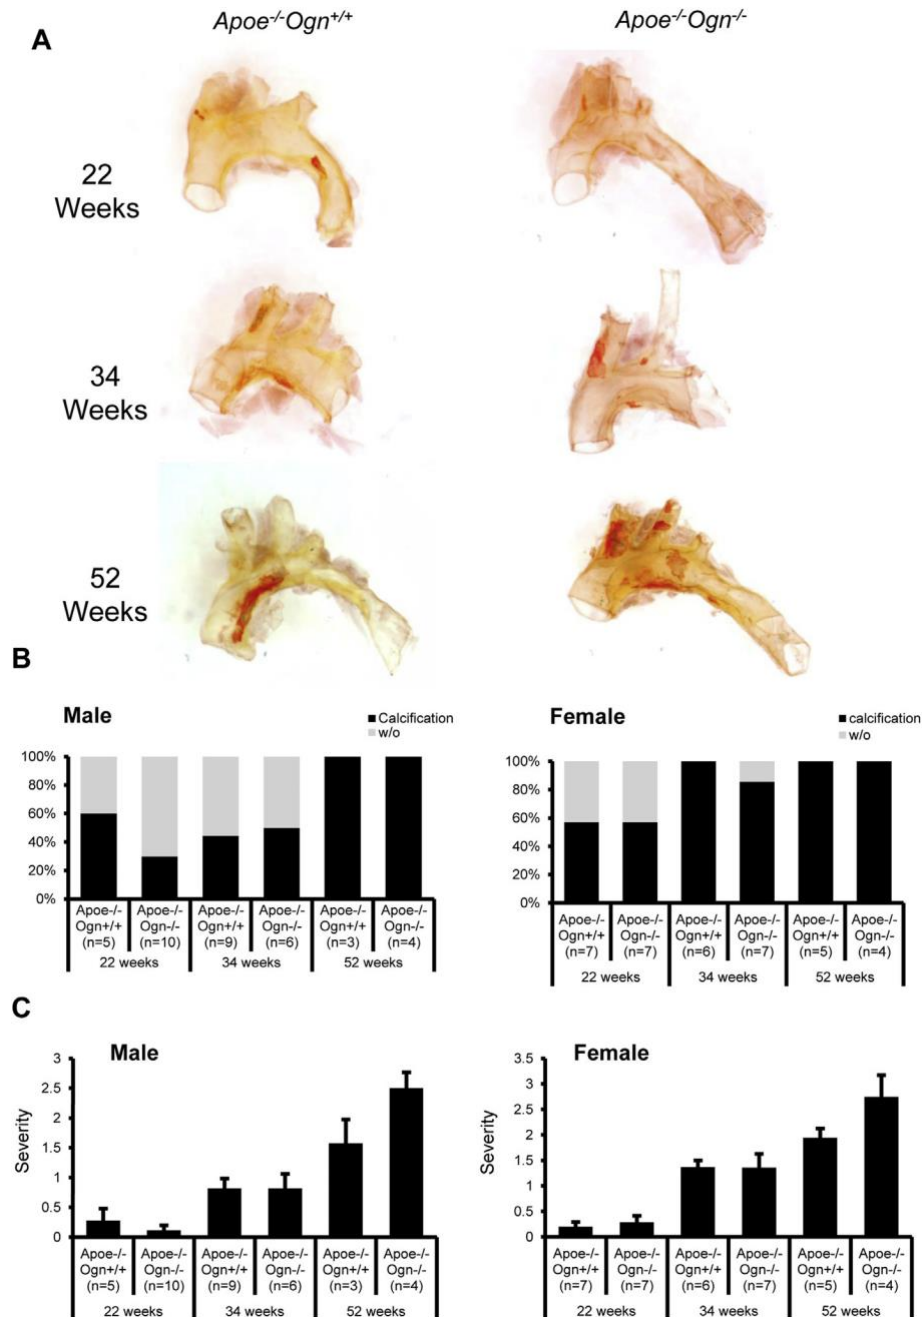 Apoe-/-Ogn+/+
Apoe-/-Ogn-/-
A
22
Weeks
34
Weeks
52
Weeks
B
Male
Calcification
w/o
100%
80%
60%
40%
20%
0%
Apoe-/-
Ogn+/+
(n=5)
Apoe-/-
Ogn-/-
(n=10)
Apoe-/-
Ogn+/+
(n=9)
Apoe-/-
Ogn-/-
(n=6)
Apoe-/-
Ogn+/+
(n=3)
Apoe-/-
Ogn-/-
(n=4)
22 weeks
34 weeks
52 weeks
Female
calcification
w/o
100%
80%
60%
40%
20%
0%
Apoe-/-
Ogn+/+
(n=7)
Apoe-/-
Ogn-/-
(n=7)
Apoe-/-
Ogn+/+
(n=6)
Apoe-/-
Ogn-/-
(n=7)
Apoe-/-
Ogn+/+
(n=5)
Apoe-/-
Ogn-/-
(n=4)
22 weeks
34 weeks
52 weeks
C
Male
Severity
3
2.5
2
1.5
1
0.5
0
Apoe-/-
Ogn+/+
(n=5)
Apoe-/-
Ogn-/-
(n=10)
Apoe-/-
Ogn+/+
(n=9)
Apoe-/-
Ogn-/-
(n=6)
Apoe-/-
Ogn+/+
(n=3)
Apoe-/-
Ogn-/-
(n=4)
22 weeks
34 weeks
52 weeks
Female
Severity
3.5
3
2.5
2
1.5
1
0.5
0
Apoe-/-
Ogn+/+
(n=7)
Apoe-/-
Ogn-/-
(n=7)
Apoe-/-
Ogn+/+
(n=6)
Apoe-/-
Ogn-/-
(n=7)
Apoe-/-
Ogn+/+
(n=5)
Apoe-/-
Ogn-/-
(n=4)
22 weeks
34 weeks
52 weeks